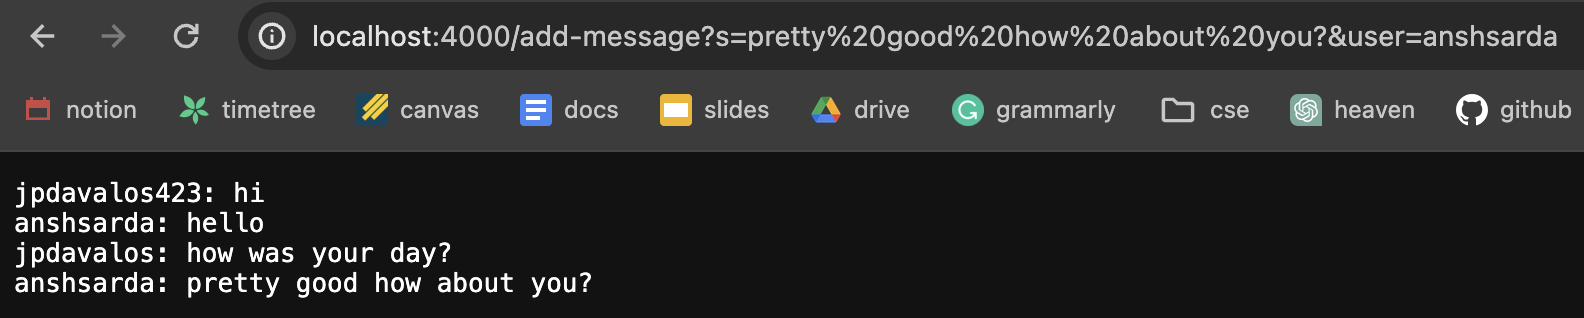 localhost:4000/add-message?s=pretty%20good%20how%20about%20you?&user=anshsarda
notion timetree canvas docs slides drive grammarly cse heaven github
jpdavalos423: hi
anshsarda: hello
jpdavalos: how was your day?
anshsarda: pretty good how about you?